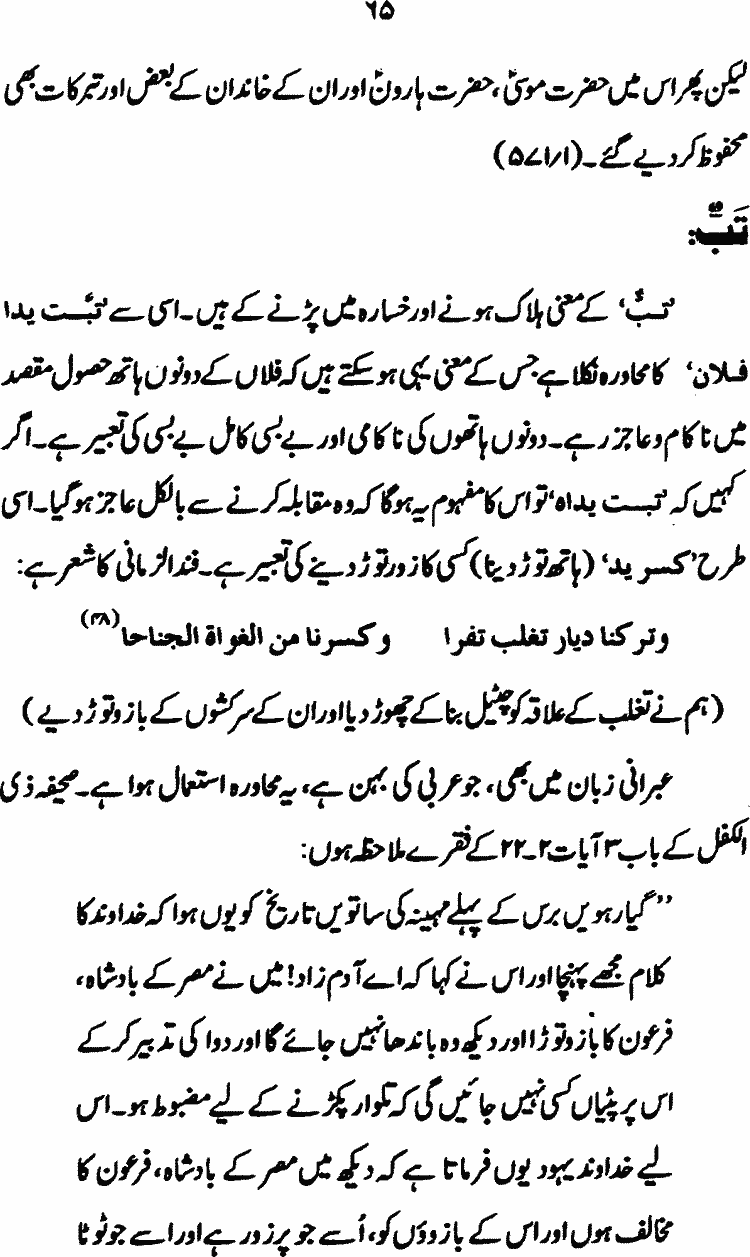 ۶۵
لیکن پھر اس میں حضرت موسیٰؑ، حضرت ہارونؑ اور ان کے خاندان کے بعض اور تبرکات بھی
محفوظ کر دیے گئے۔ (۵۷۱/۱)
تَبَّ:
’تبٌّ‘ کے معنی ہلاک ہونے اور خسارہ میں پڑنے کے ہیں۔ اسی سے ’تبّت یدا
فلان‘ کا محاورہ نکلا ہے جس کے معنی یہی ہو سکتے ہیں کہ فلاں کے دونوں ہاتھ حصول مقصد
میں ناکام و عاجز رہے۔ دونوں ہاتھوں کی ناکامی اور بے بسی کامل بے بسی کی تعبیر ہے۔ اگر
کہیں کہ ’تبت یداہ‘ تو اس کا مفہوم یہ ہوگا کہ وہ مقابلہ کرنے سے بالکل عاجز ہو گیا۔ اسی
طرح ’کسر ید‘ (ہاتھ توڑ دینا) کسی کا زور توڑ دینے کی تعبیر ہے۔ فند الزمانی کا شعر ہے:
وترکنا دیار تغلب تفرا وکسرنا من الغواۃ الجناحا(۳۸)
(ہم نے تغلب کے علاقہ کو چٹیل بنا کے چھوڑ دیا اور ان کے سرکشوں کے بازو توڑ دیے)
عبرانی زبان میں بھی، جو عربی کی بہن ہے، یہ محاورہ استعمال ہوا ہے۔ صحیفہ ذی
الکفل کے باب ۳ آیات ۲۔۲۲ کے فقرے ملاحظہ ہوں:
”گیارہویں برس کے پہلے مہینہ کی ساتویں تاریخ کو یوں ہوا کہ خداوند کا
کلام مجھے پہنچا اور اس نے کہا کہ اے آدم زاد! میں نے مصر کے بادشاہ،
فرعون کا بازو توڑا اور دیکھ وہ باندھا نہیں جائے گا اور دوا کی تدبیر کر کے
اس پر پٹیاں کسی نہیں جائیں گی کہ تلوار پکڑنے کے لیے مضبوط ہو۔ اس
لیے خداوند یہود یوں فرماتا ہے کہ دیکھ میں مصر کے بادشاہ، فرعون کا
مخالف ہوں اور اس کے بازوؤں کو، اُسے جو پر زور ہے اور اسے جو ٹوٹا